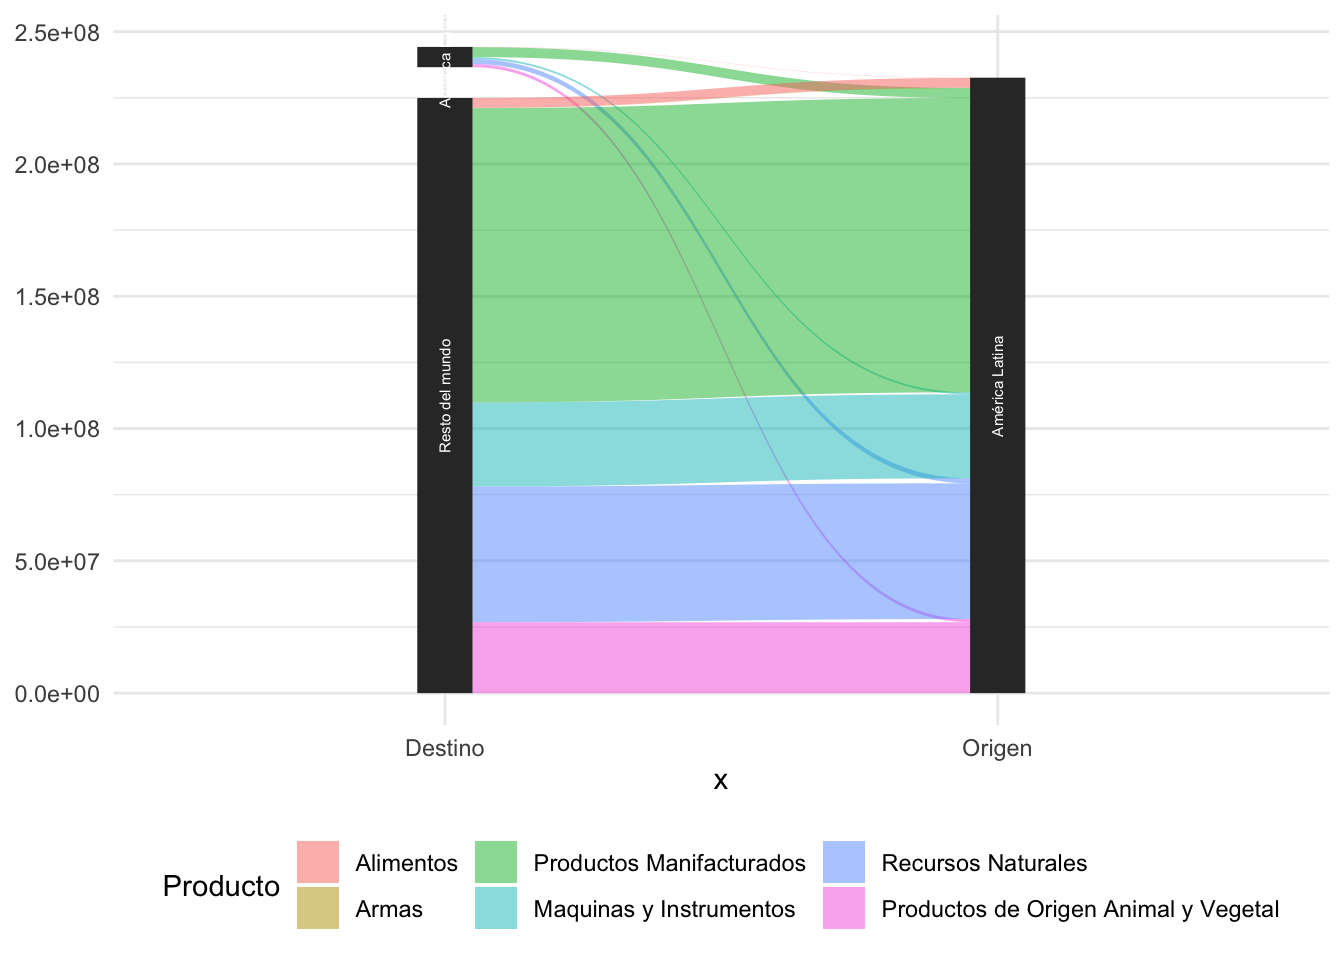 2.5e+08
2.0e+08
1.5e+08
1.0e+08
5.0e+07
0.0e+00
Resto del mundo
América Latina
Destino
Origen
x
Producto
Alimentos
Productos Manifacturados
Recursos Naturales
Armas
Maquinas y Instrumentos
Productos de Origen Animal y Vegetal